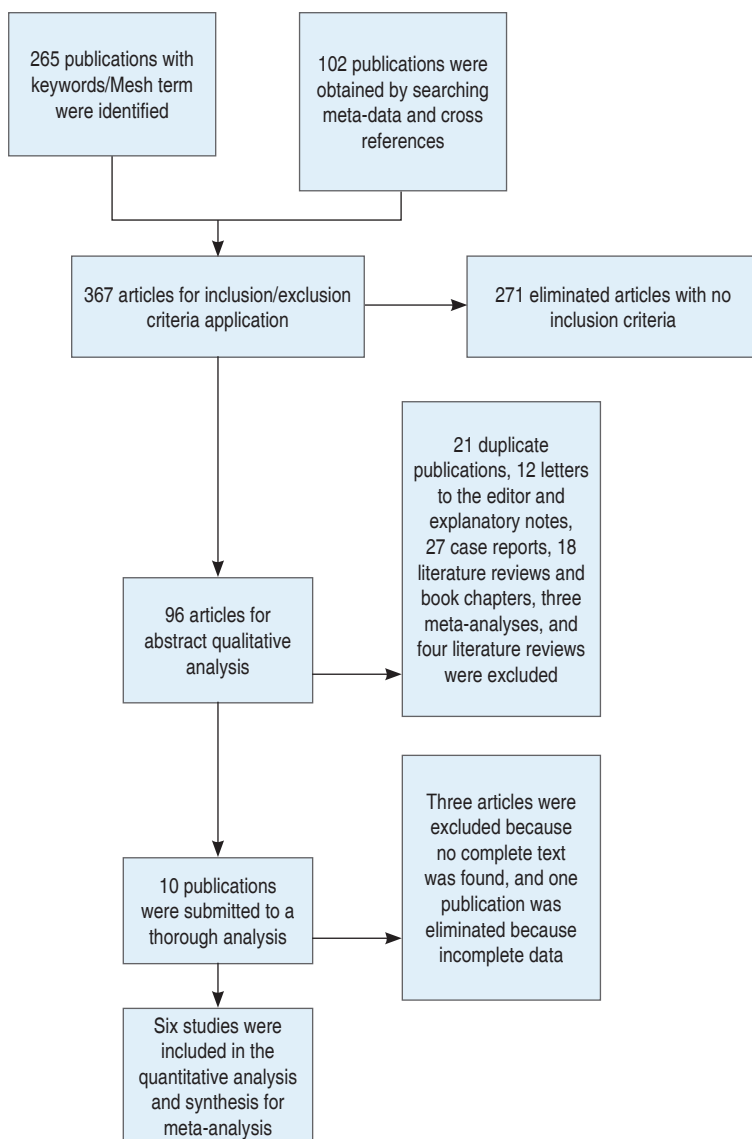 265 publications with
keywords/Mesh term
were identified
102 publications were
obtained by searching
meta-data and cross
references
367 articles for inclusion/exclusion
criteria application
271 eliminated articles with no
inclusion criteria
21 duplicate
publications, 12 letters
to the editor and
explanatory notes,
27 case reports, 18
literature reviews and
book chapters, three
meta-analyses, and
four literature reviews
were excluded
96 articles for
abstract qualitative
analysis
Three articles were
excluded because
no complete text
was found, and one
publication was
eliminated because
incomplete data
10 publications
were submitted to a
thorough analysis
Six studies were
included in the
quantitative analysis
and synthesis for
meta-analysis